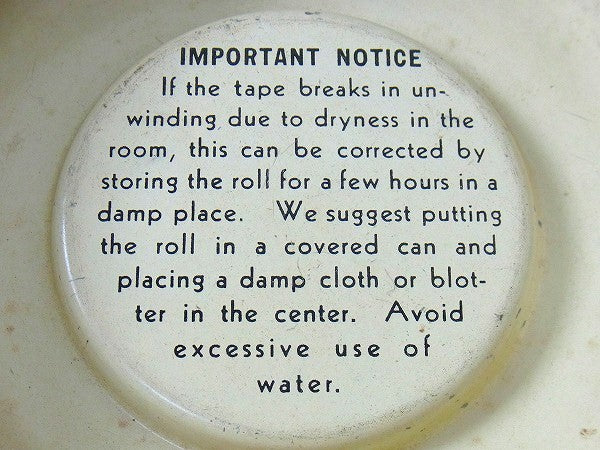 IMPORTANT NOTICE
If the tape breaks in un-
winding due to dryness in the
room, this can be corrected by
storing the roll for a few hours in a
damp place. We suggest putting
the roll in a covered can and
placing a damp cloth or blot-
ter in the center. Avoid
excessive use of
water.